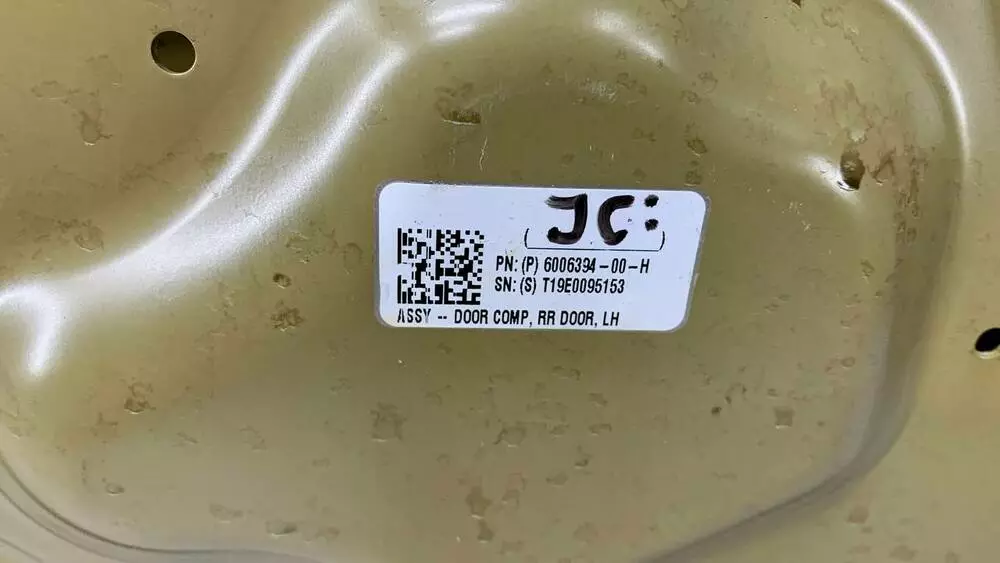 JC:
PN: (P) 6006394-00-H
SN: (S) T19E0095153
ASSY -- DOOR COMP, RR DOOR, LH